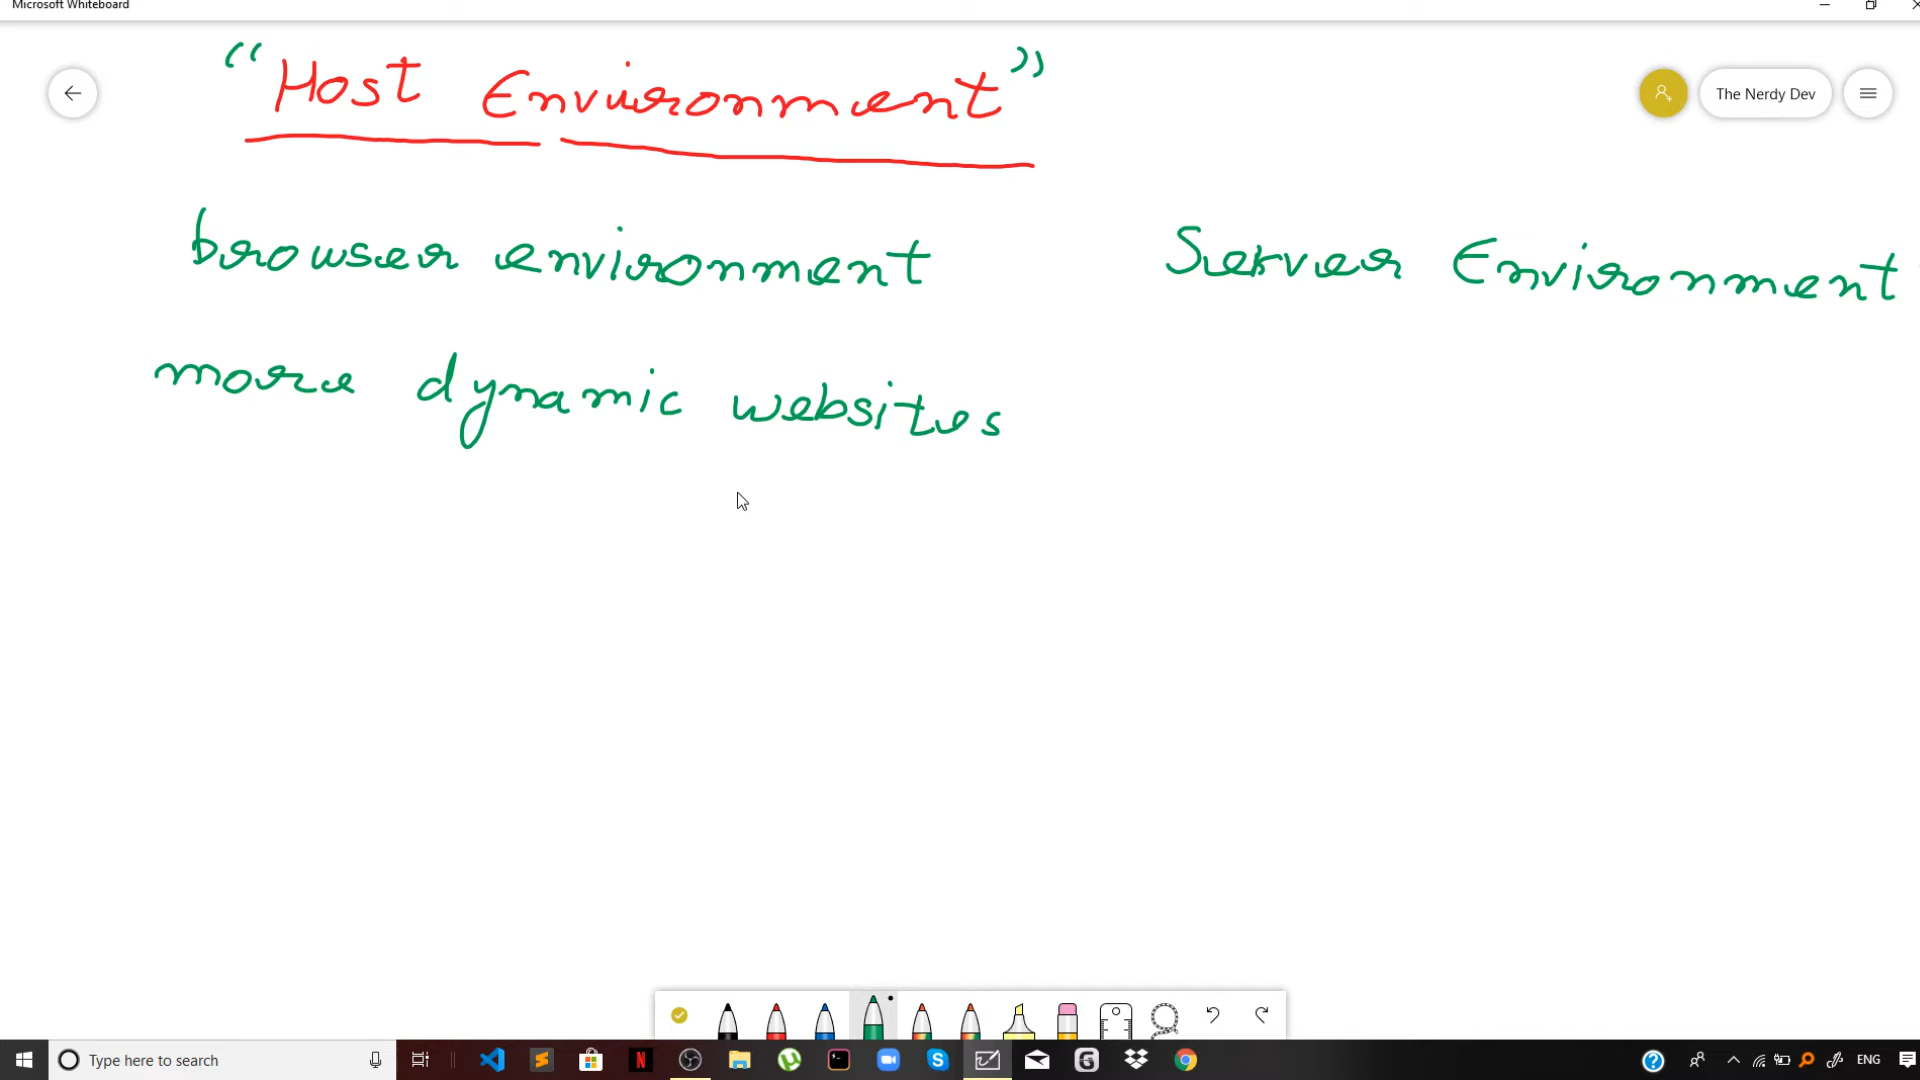 Microsoft Whiteboard
"Host Environment"
The Nerdy Dev
browser environment
Server Environment
more dynamic websites
Type here to search
ENG